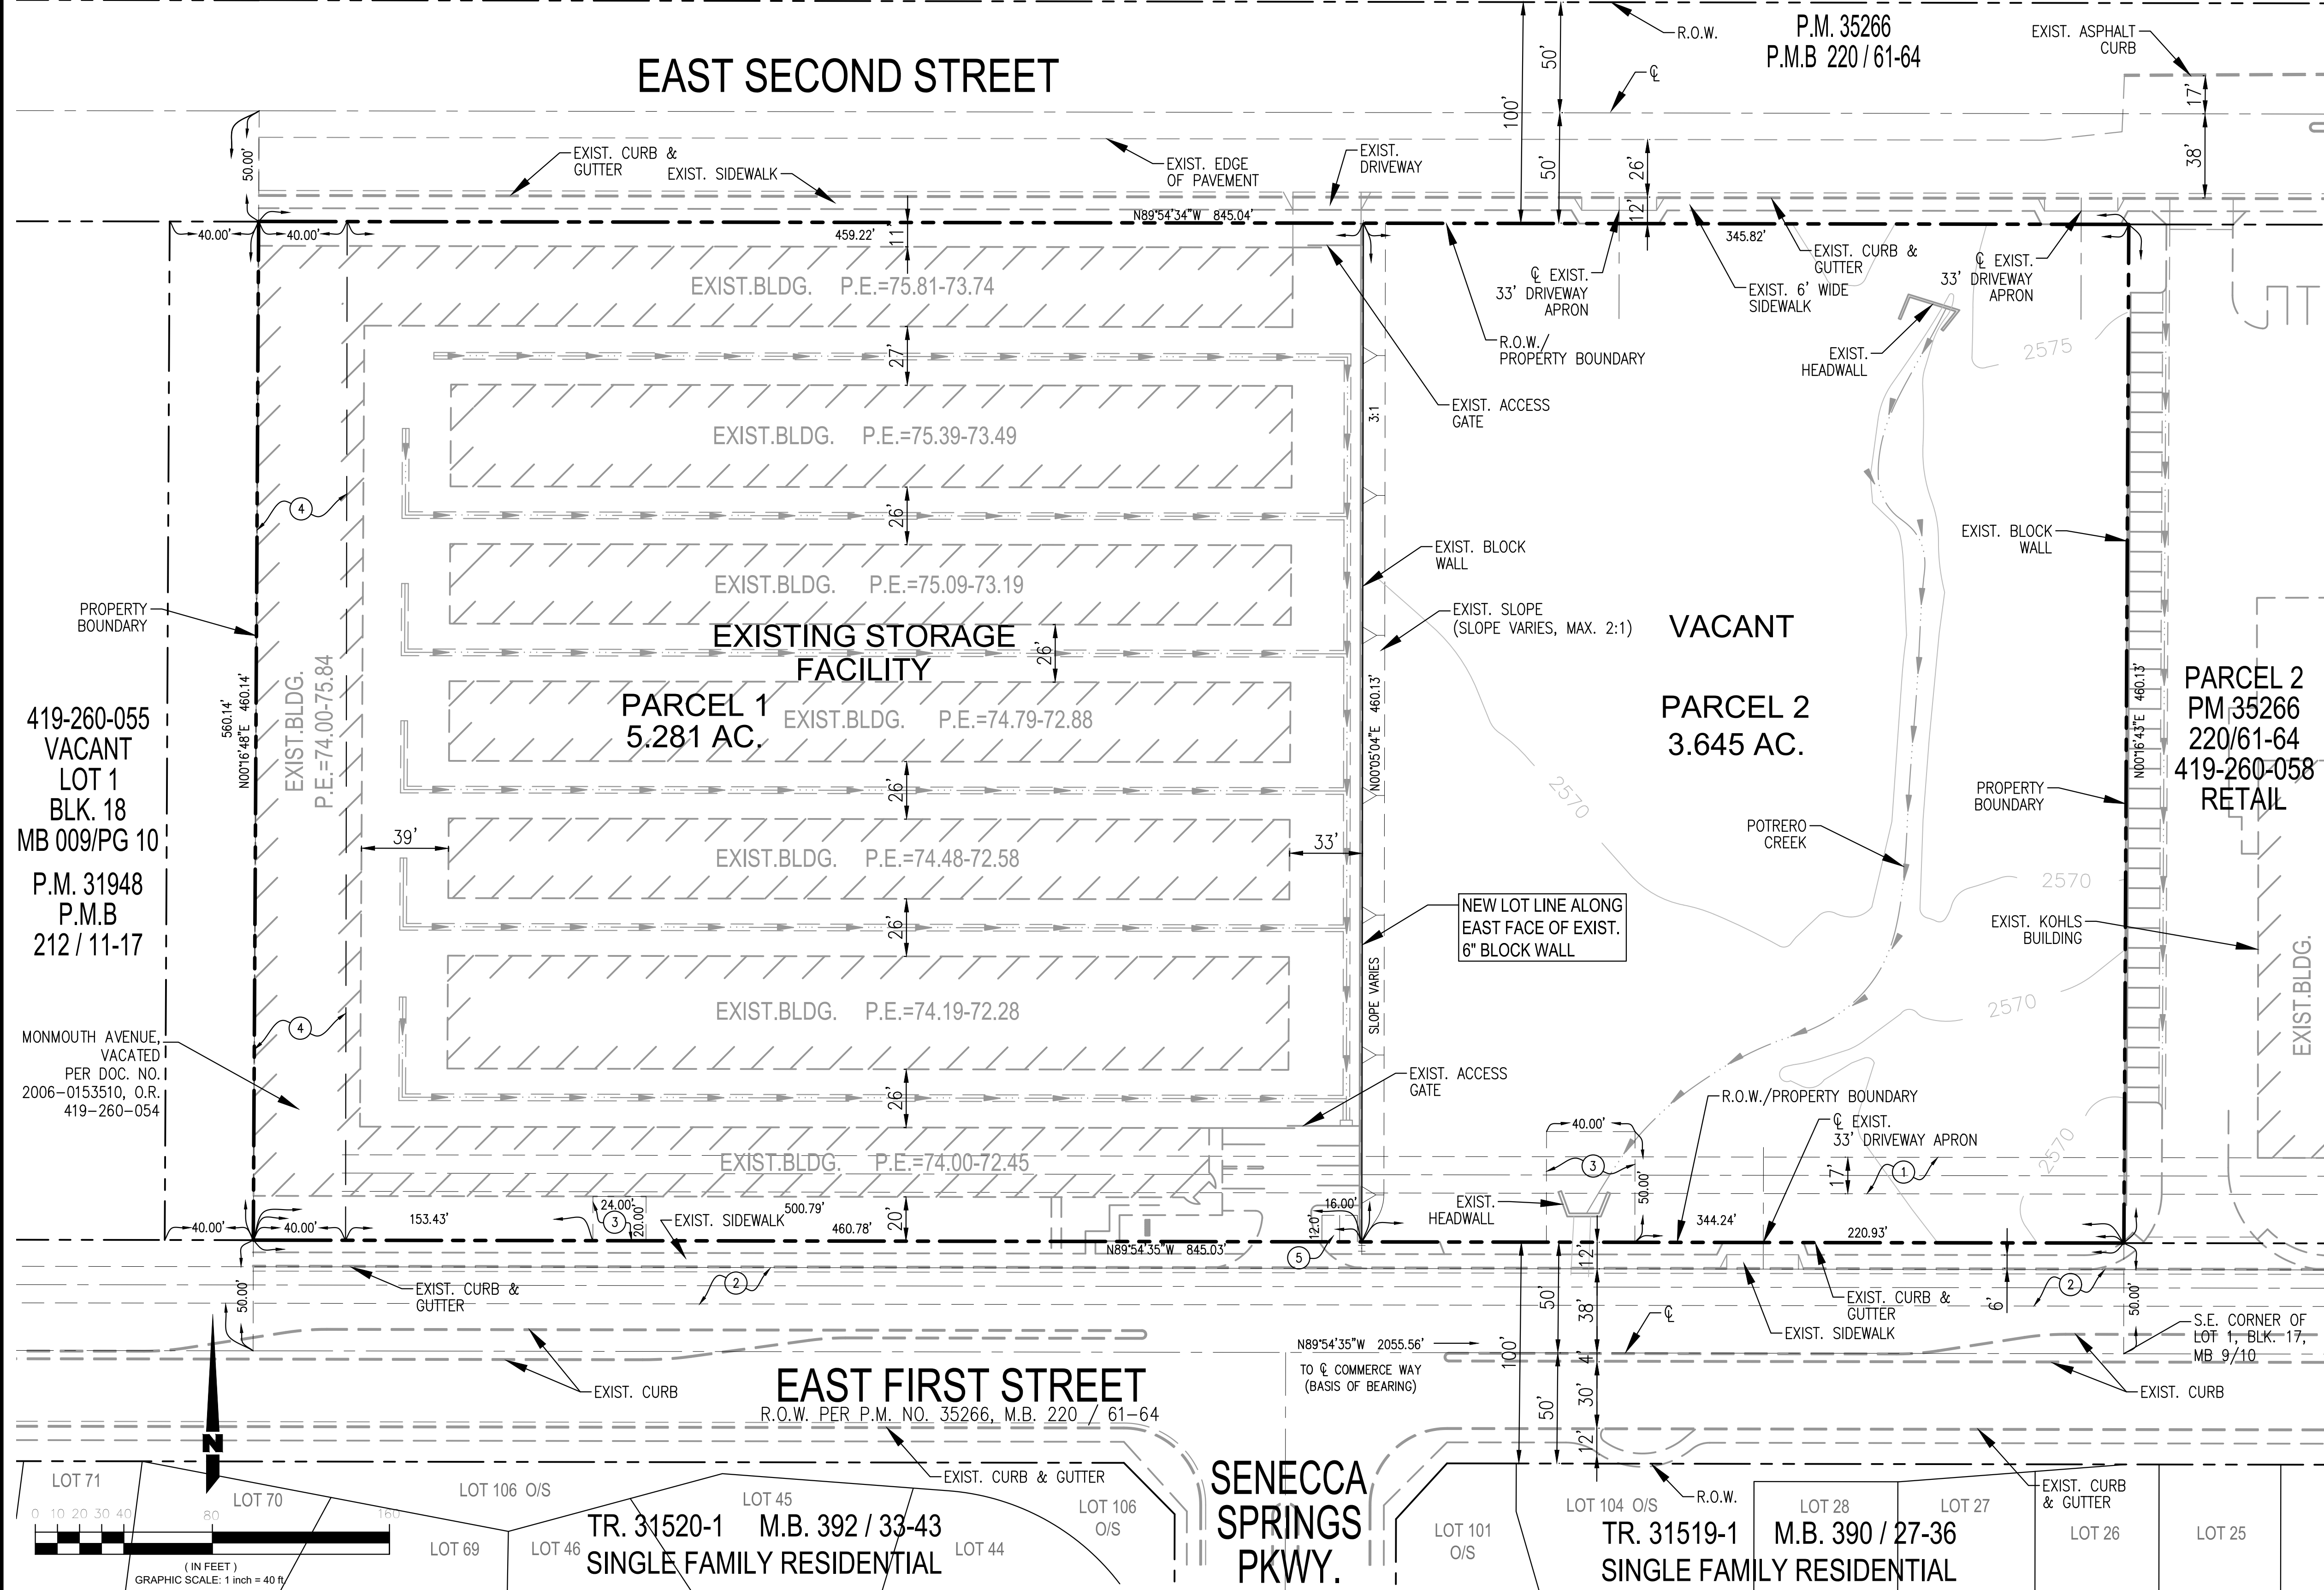 EAST SECOND STREET
R.O.W.
P.M. 35266
P.M.B 220 / 61-64
EXIST. ASPHALT
CURB
50'
100'
50'
℄
17'
38'
26'
12'
50.00'
EXIST. CURB &
GUTTER
EXIST. SIDEWALK
EXIST. EDGE
OF PAVEMENT
EXIST.
DRIVEWAY
N89°54'34"W 845.04'
40.00'
40.00'
459.22'
11'
345.82'
EXIST.BLDG. P.E.=75.81-73.74
℄ EXIST.
33' DRIVEWAY
APRON
EXIST. CURB &
GUTTER
EXIST. 6' WIDE
SIDEWALK
℄ EXIST.
33' DRIVEWAY
APRON
R.O.W./
PROPERTY BOUNDARY
EXIST.
HEADWALL
2575
27'
EXIST. ACCESS
GATE
3:1
EXIST.BLDG. P.E.=75.39-73.49
4
26'
EXIST. BLOCK
WALL
EXIST. BLOCK
WALL
EXIST.BLDG. P.E.=75.09-73.19
PROPERTY
BOUNDARY
EXIST. SLOPE
(SLOPE VARIES, MAX. 2:1)
VACANT
EXISTING STORAGE
FACILITY
26'
PARCEL 1
5.281 AC.
EXIST.BLDG. P.E.=74.79-72.88
PARCEL 2
3.645 AC.
560.14'
N00°16'48"E 460.14'
EXIST.BLDG.
P.E.=74.00-75.84
N00°05'04"E 460.13'
N00°16'43"E 460.13'
PARCEL 2
PM 35266
220/61-64
419-260-058
RETAIL
419-260-055
VACANT
LOT 1
BLK. 18
MB 009/PG 10
P.M. 31948
P.M.B
212 / 11-17
26'
2570
PROPERTY
BOUNDARY
POTRERO
CREEK
39'
EXIST.BLDG. P.E.=74.48-72.58
33'
2570
NEW LOT LINE ALONG
EAST FACE OF EXIST.
6" BLOCK WALL
EXIST. KOHLS
BUILDING
EXIST.BLDG.
26'
SLOPE VARIES
EXIST.BLDG. P.E.=74.19-72.28
2570
4
MONMOUTH AVENUE,
VACATED
PER DOC. NO.
2006-0153510, O.R.
419-260-054
EXIST. ACCESS
GATE
26'
R.O.W./PROPERTY BOUNDARY
℄ EXIST.
33' DRIVEWAY APRON
40.00'
2570
EXIST.BLDG. P.E.=74.00-72.45
3
17'
1
50.00'
EXIST.
HEADWALL
40.00'
40.00'
153.43'
24.00'
3
20.00'
EXIST. SIDEWALK
500.79'
460.78'
20'
16.00'
12.0'
344.24'
220.93'
N89°54'35"W 845.03'
5
12'
2
2
EXIST. CURB &
GUTTER
50.00'
50'
38'
EXIST. CURB &
GUTTER
6'
50.00'
EXIST. SIDEWALK
S.E. CORNER OF
LOT 1, BLK. 17,
MB 9/10
℄
N89°54'35"W 2055.56'
TO ℄ COMMERCE WAY
(BASIS OF BEARING)
100'
4'
EXIST. CURB
EAST FIRST STREET
R.O.W. PER P.M. NO. 35266, M.B. 220 / 61-64
50'
30'
12'
EXIST. CURB
N
EXIST. CURB & GUTTER
SENECCA
SPRINGS
PKWY.
R.O.W.
EXIST. CURB
& GUTTER
LOT 71
LOT 70
LOT 106 O/S
LOT 45
LOT 106
O/S
LOT 104 O/S
LOT 28
LOT 27
0 10 20 30 40 80 160
TR. 31520-1 M.B. 392 / 33-43
SINGLE FAMILY RESIDENTIAL
LOT 69
LOT 46
LOT 44
LOT 101
O/S
TR. 31519-1 M.B. 390 / 27-36
SINGLE FAMILY RESIDENTIAL
LOT 26
LOT 25
( IN FEET )
GRAPHIC SCALE: 1 inch = 40 ft.